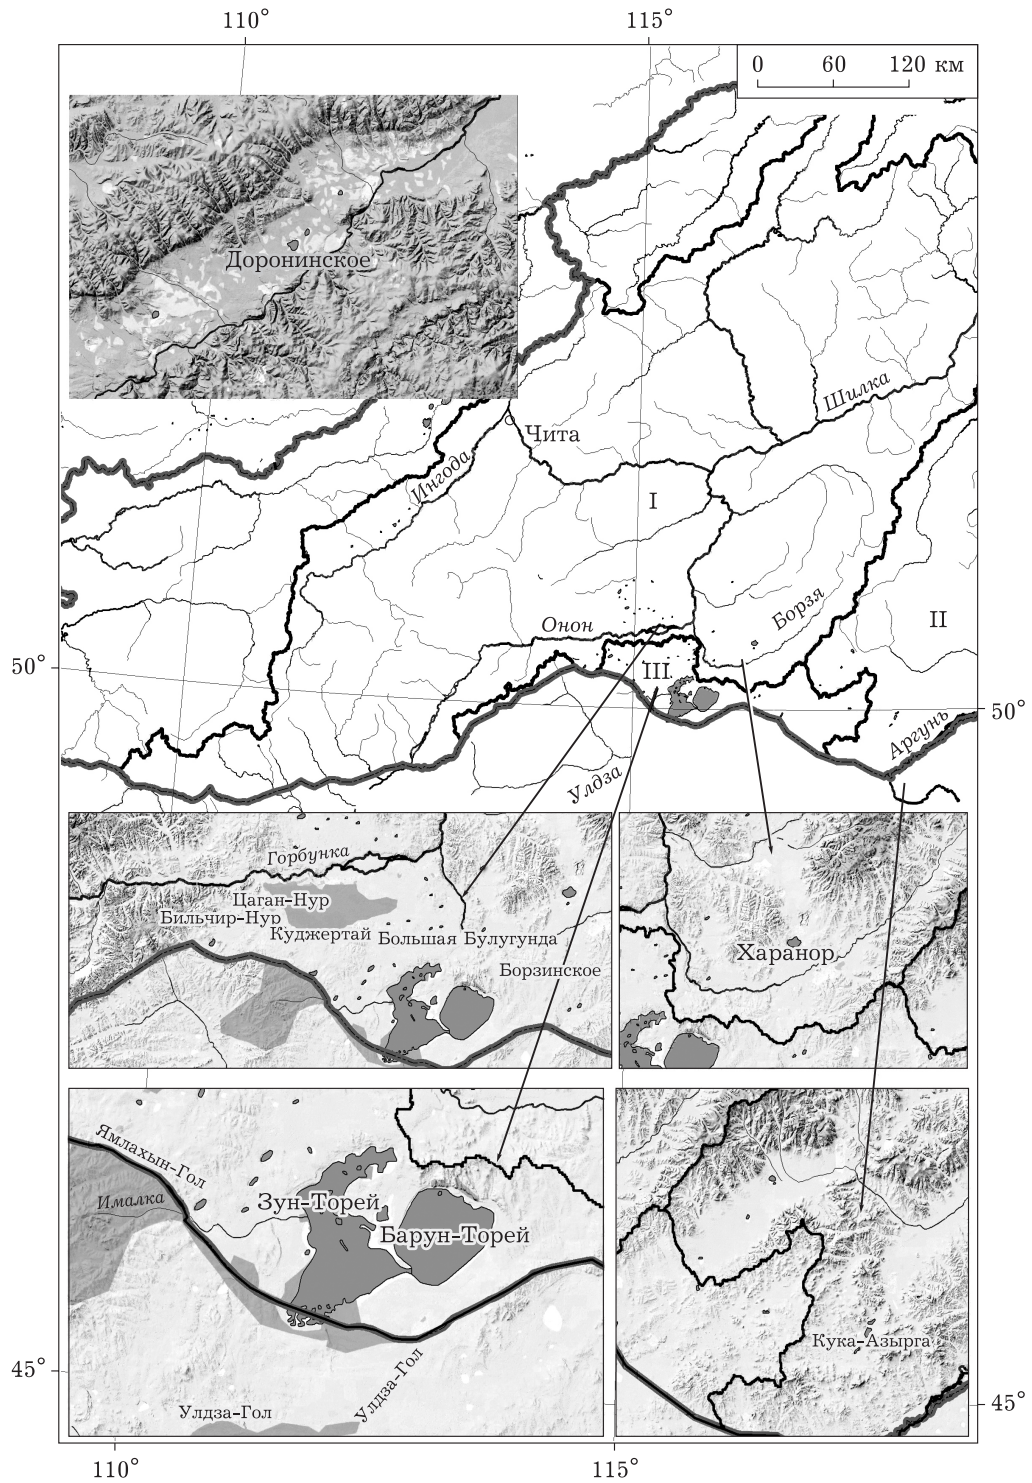 110°
115°
0 60 120 км
Доронинское
Шилка
Чита
Ингода
I
Борзя
II
Онон
III
50°
50°
Аргунь
Улдза
Горбунка
Цаган-Нур
Бильчир-Нур
Куджертай
Большая Булугунда
Борзинское
Харанор
Ямлахын-Гол
Ималка
Зун-Торей
Барун-Торей
Кука-Азырга
45°
Улдза-Гол
Улдза-Гол
45°
110°
115°